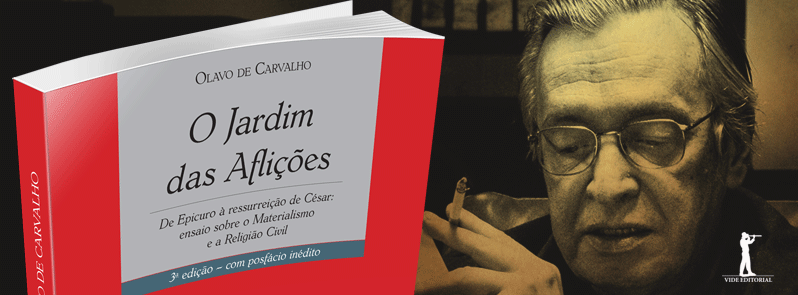 OLAVO DE CARVALHO
O Jardim
das Aflições
De Epicuro à ressurreição de César:
ensaio sobre o Materialismo
e a Religião Civil
3ª edição – com posfácio inédito
O DE CARVALHO
VIDE EDITORIAL